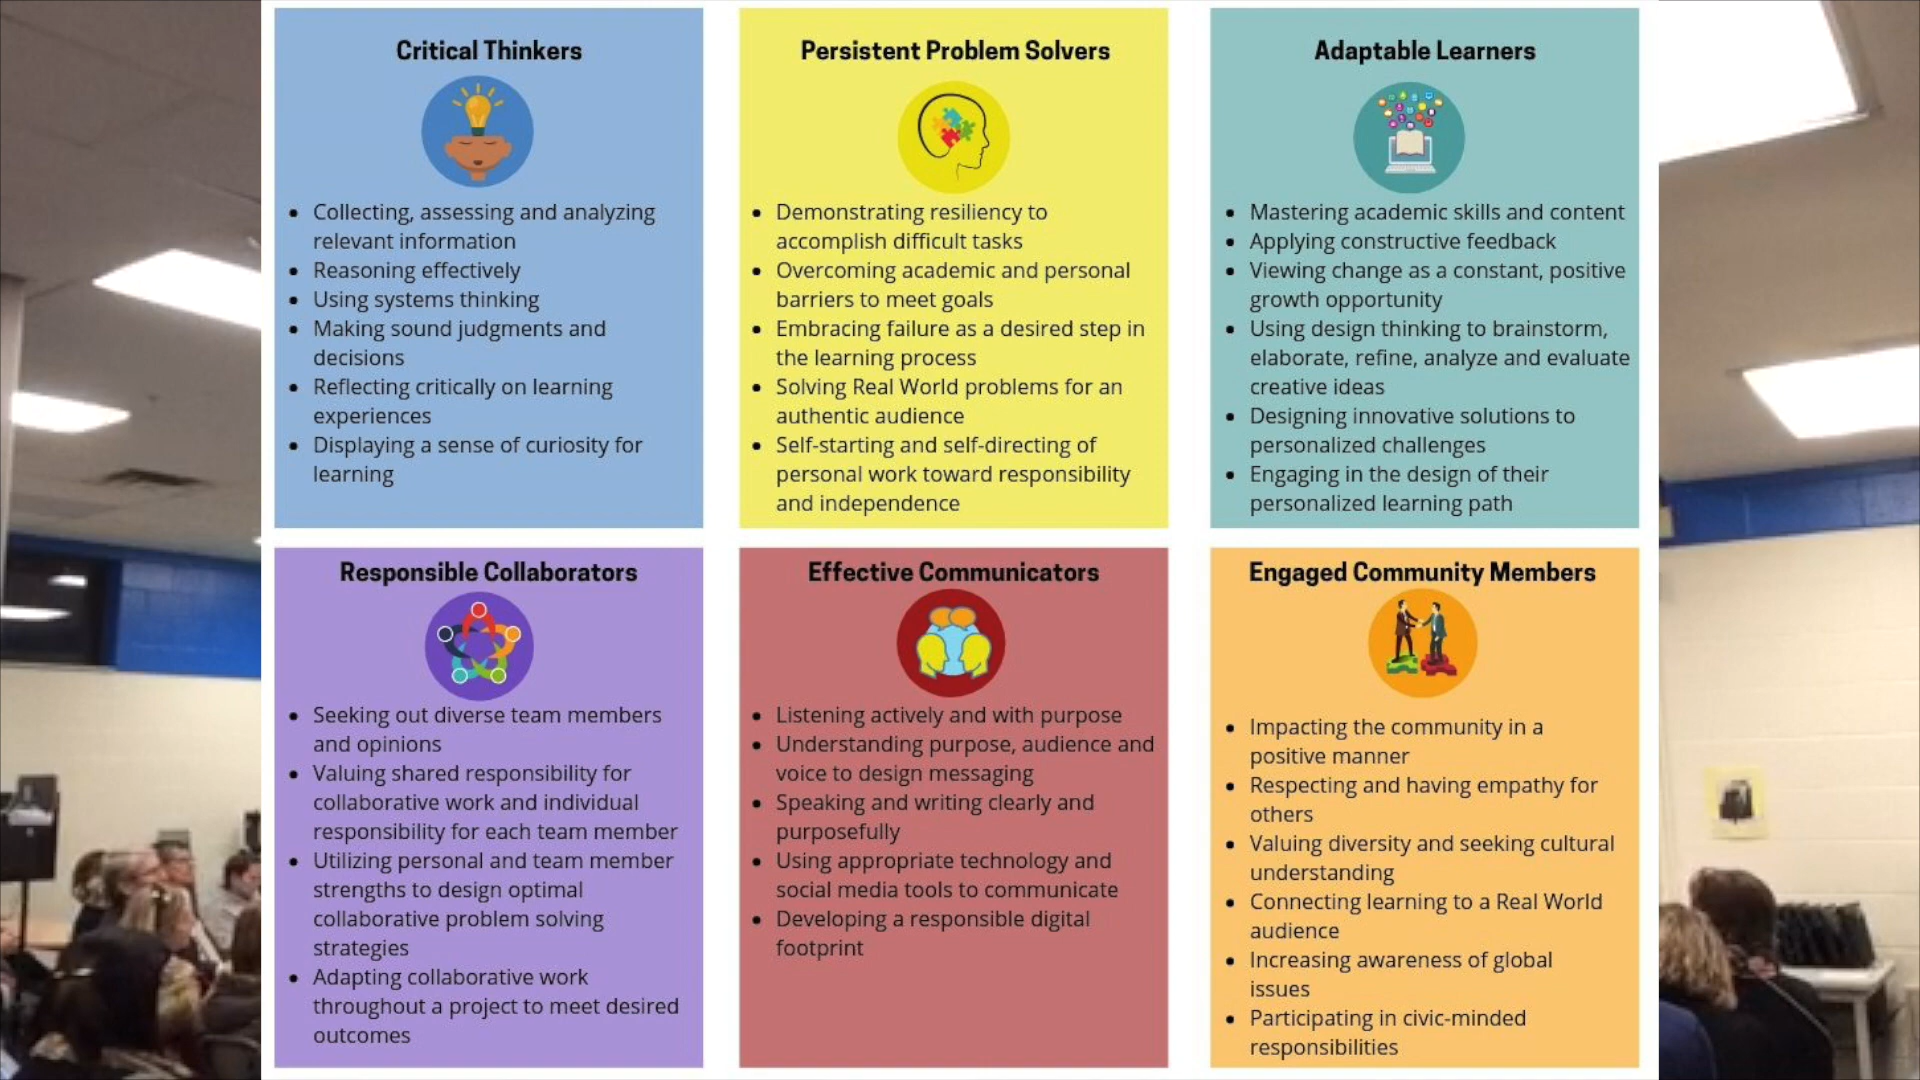 Critical Thinkers
• Collecting, assessing and analyzing
relevant information
• Reasoning effectively
• Using systems thinking
• Making sound judgments and
decisions
• Reflecting critically on learning
experiences
• Displaying a sense of curiosity for
learning
Persistent Problem Solvers
• Demonstrating resiliency to
accomplish difficult tasks
• Overcoming academic and personal
barriers to meet goals
• Embracing failure as a desired step in
the learning process
• Solving Real World problems for an
authentic audience
• Self-starting and self-directing of
personal work toward responsibility
and independence
Adaptable Learners
• Mastering academic skills and content
• Applying constructive feedback
• Viewing change as a constant, positive
growth opportunity
• Using design thinking to brainstorm,
elaborate, refine, analyze and evaluate
creative ideas
• Designing innovative solutions to
personalized challenges
• Engaging in the design of their
personalized learning path
Responsible Collaborators
• Seeking out diverse team members
and opinions
• Valuing shared responsibility for
collaborative work and individual
responsibility for each team member
• Utilizing personal and team member
strengths to design optimal
collaborative problem solving
strategies
• Adapting collaborative work
throughout a project to meet desired
outcomes
Effective Communicators
• Listening actively and with purpose
• Understanding purpose, audience and
voice to design messaging
• Speaking and writing clearly and
purposefully
• Using appropriate technology and
social media tools to communicate
• Developing a responsible digital
footprint
Engaged Community Members
• Impacting the community in a
positive manner
• Respecting and having empathy for
others
• Valuing diversity and seeking cultural
understanding
• Connecting learning to a Real World
audience
• Increasing awareness of global
issues
• Participating in civic-minded
responsibilities